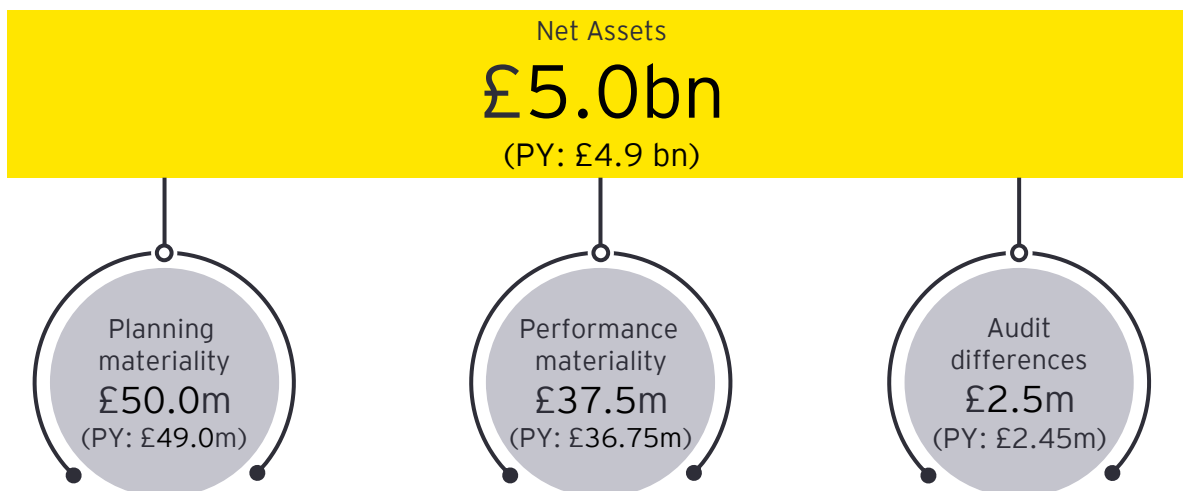 Net Assets
£5.0bn
(PY: £4.9 bn)
Planning
materiality
£50.0m
(PY: £49.0m)
Performance
materiality
£37.5m
(PY: £36.75m)
Audit
differences
£2.5m
(PY: £2.45m)